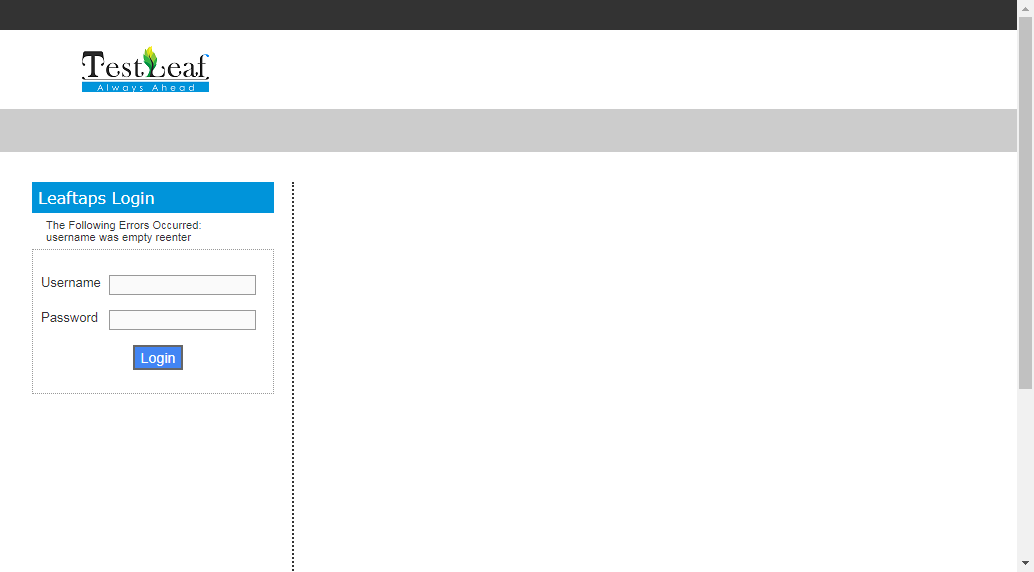 TestLeaf
Always Ahead
Leaftaps Login
The Following Errors Occurred:
username was empty reenter
Username
Password
Login